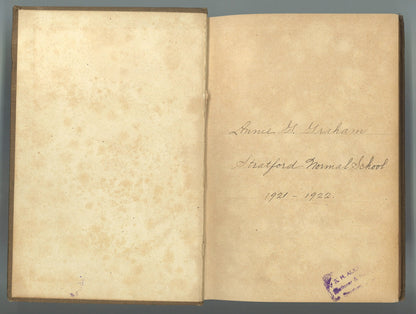 Annie G. Graham
Stratford Normal School
1921 - 1922.